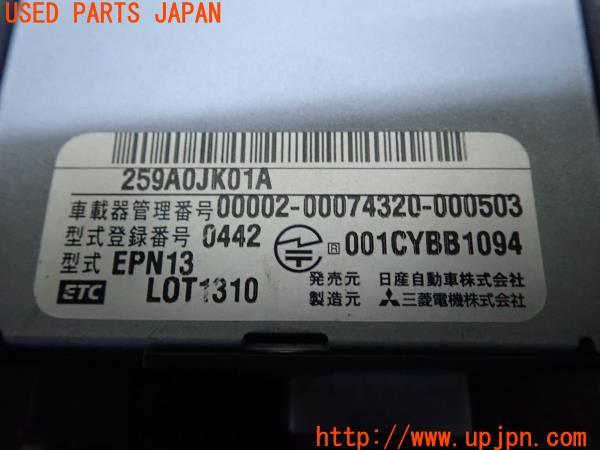 USED PARTS JAPAN
259A0JK01A
車載器管理番号 00002-00074320-000503
型式登録番号 0442
R 001CYBB1094
型式 EPN13
ETC LOT1310
発売元 日産自動車株式会社
製造元 三菱電機株式会社
http://www.upjpn.com/